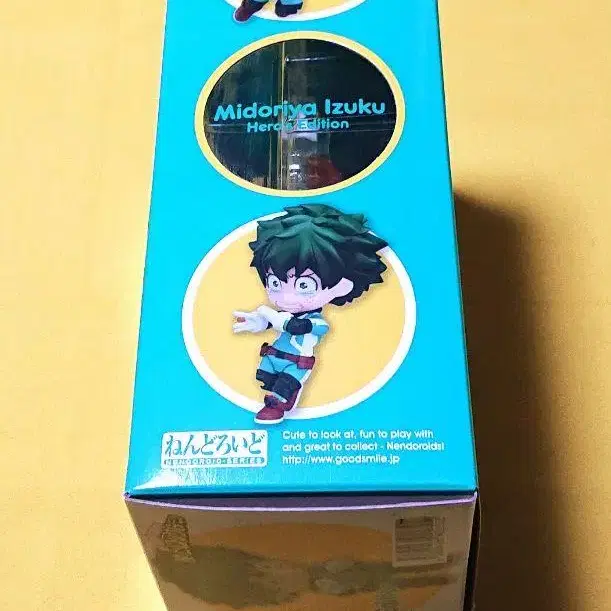 Midoriya Izuku
Hero's Edition
ねんどろいど
NENDOROID-SERIES
Cute to look at, fun to play with
and great to collect - Nendoroids!
http://www.goodsmile.jp